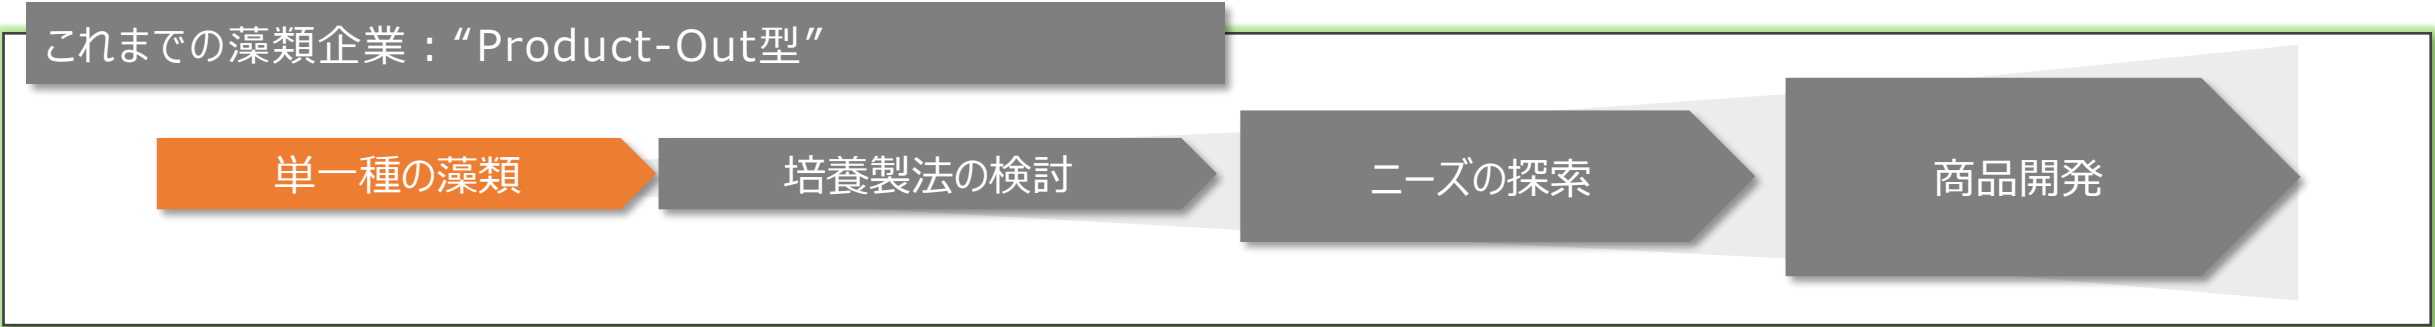 これまでの藻類企業：“Product-Out型”
単一種の藻類
培養製法の検討
ニーズの探索
商品開発